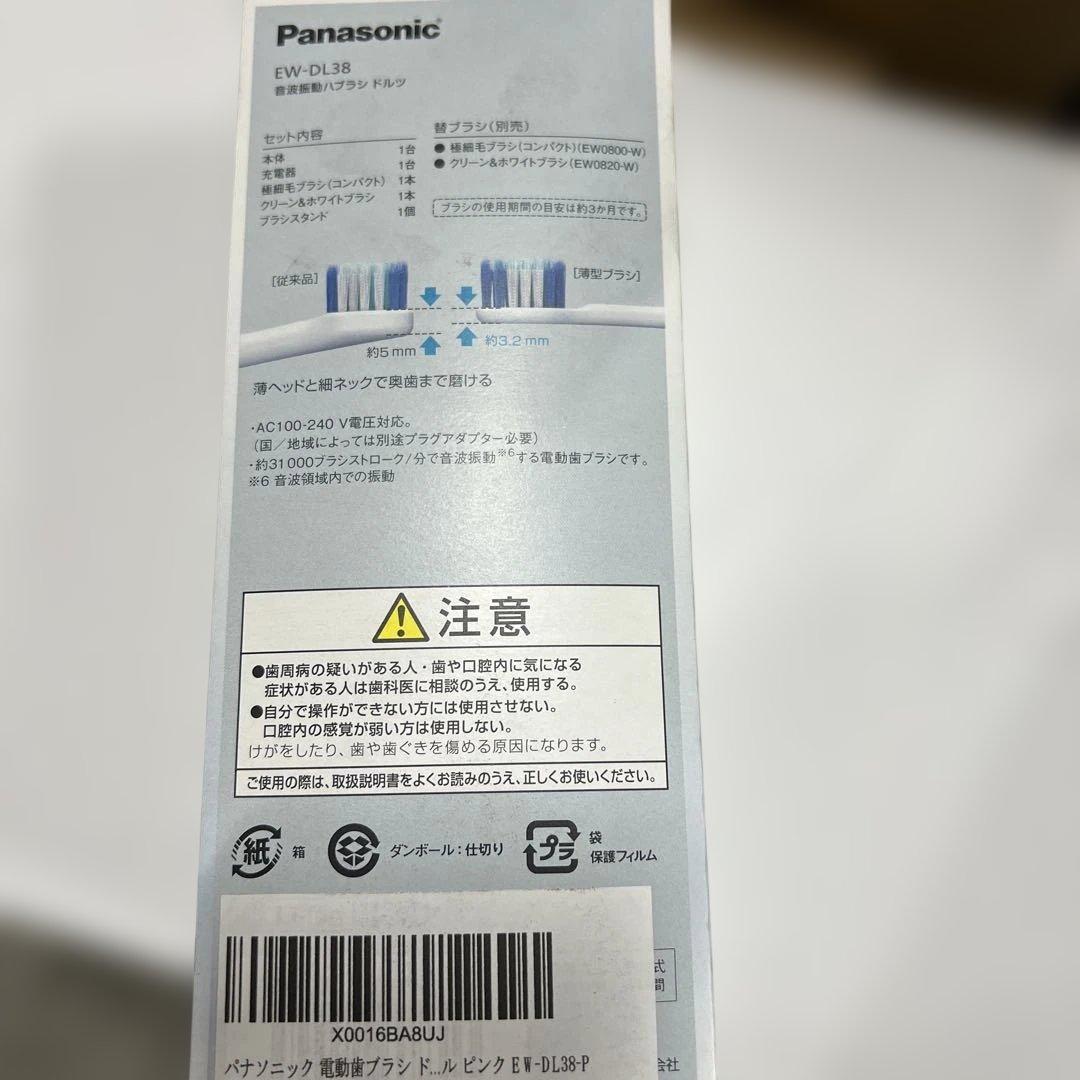 Panasonic
EW-DL38
音波振動ハブラシ ドルツ
セット内容
本体 1台
充電器 1台
極細毛ブラシ(コンパクト) 1本
クリーン&ホワイトブラシ 1本
ブラシスタンド 1個
替ブラシ(別売)
● 極細毛ブラシ(コンパクト)(EW0800-W)
● クリーン&ホワイトブラシ(EW0820-W)
ブラシの使用期間の目安は約3か月です。
[従来品]
[薄型ブラシ]
約5mm
約3.2mm
薄ヘッドと細ネックで奥歯まで磨ける
・AC100-240 V電圧対応。
(国/地域によっては別途プラグアダプター必要)
・約31000ブラシストローク/分で音波振動※6する電動歯ブラシです。
※6 音波領域内での振動
注意
●歯周病の疑いがある人・歯や口腔内に気になる
症状がある人は歯科医に相談のうえ、使用する。
●自分で操作ができない方には使用させない。
口腔内の感覚が弱い方は使用しない。
けがをしたり、歯や歯ぐきを傷める原因になります。
ご使用の際は、取扱説明書をよくお読みのうえ、正しくお使いください。
紙 箱
ダンボール:仕切り
プラ
袋
保護フィルム
式
間
会社
X0016BA8UJ
パナソニック 電動歯ブラシ ド...ル ピンク EW-DL38-P